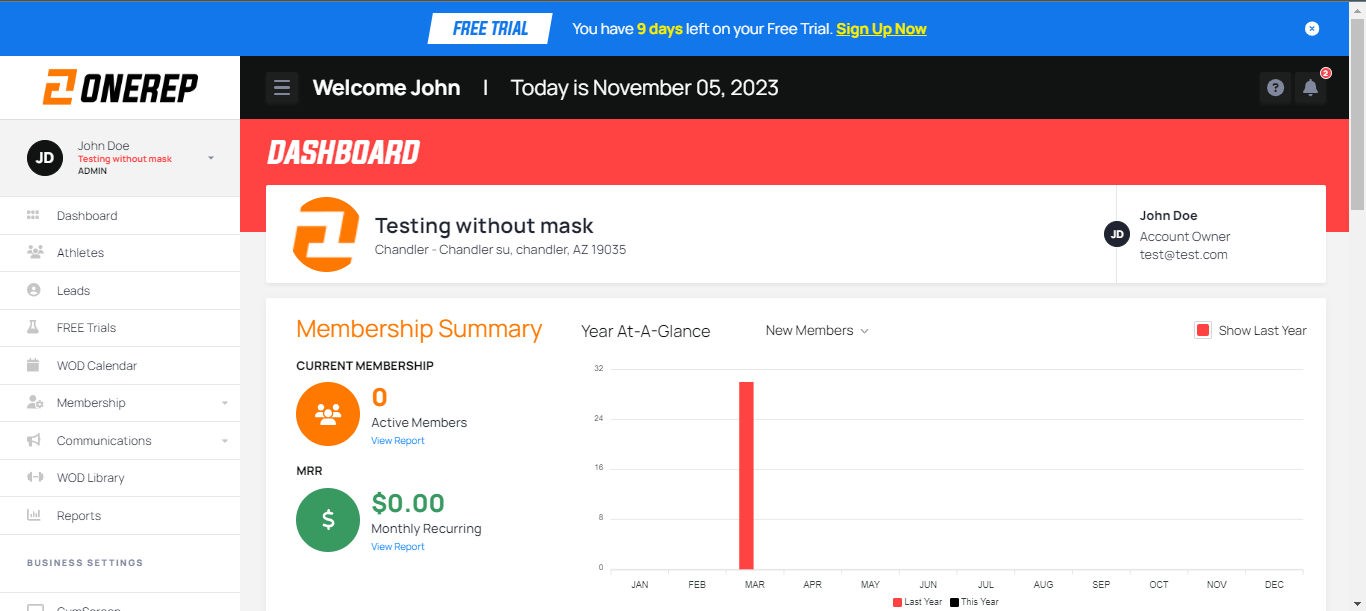 FREE TRIAL
You have 9 days left on your Free Trial. Sign Up Now
ONEREP
Welcome John | Today is November 05, 2023
? 2
JD
John Doe
Testing without mask
ADMIN
DASHBOARD
Dashboard
Athletes
Leads
FREE Trials
WOD Calendar
Membership
Communications
WOD Library
Reports
BUSINESS SETTINGS
GymScreen
Testing without mask
Chandler - Chandler su, chandler, AZ 19035
JD
John Doe
Account Owner
test@test.com
Membership Summary
CURRENT MEMBERSHIP
0
Active Members
View Report
MRR
$
$0.00
Monthly Recurring
View Report
Year At-A-Glance
New Members
Show Last Year
32
24
16
8
0
JAN FEB MAR APR MAY JUN JUL AUG SEP OCT NOV DEC
Last Year This Year